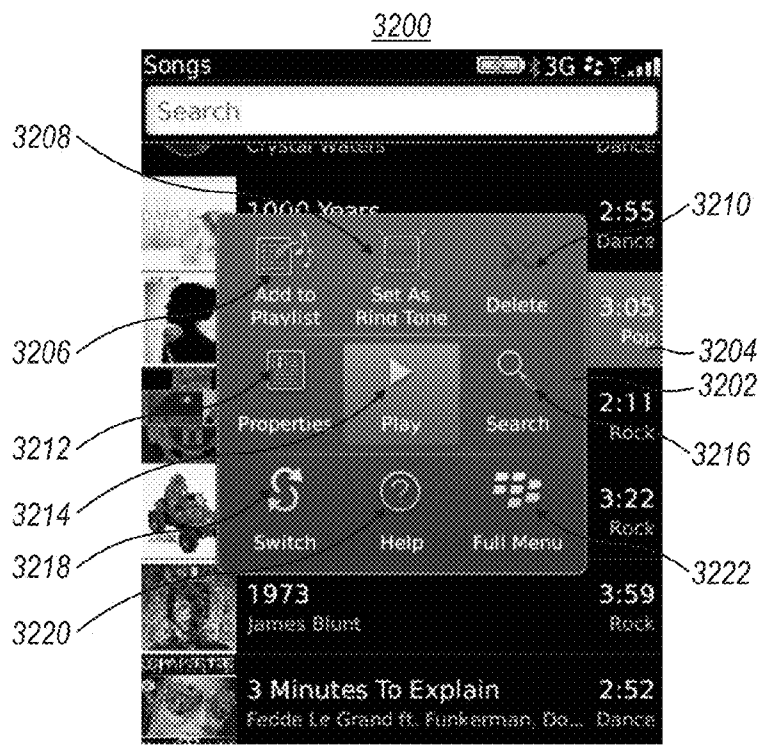 3200
Songs 3G
Search
3208
Crystal Waters Dance
1000 Years 2:55
3210
Dance
Add to Playlist
Set As Ring Tone
Delete
3:05
3206
Pop
3204
3202
2:11
Rock
3212
Properties
Play
Search
3216
3214
3:22
Rock
3218
Switch
Help
Full Menu
3222
3220
1973 3:59
James Blunt Rock
3 Minutes To Explain 2:52
Fedde Le Grand ft. Funkerman, Do... Dance